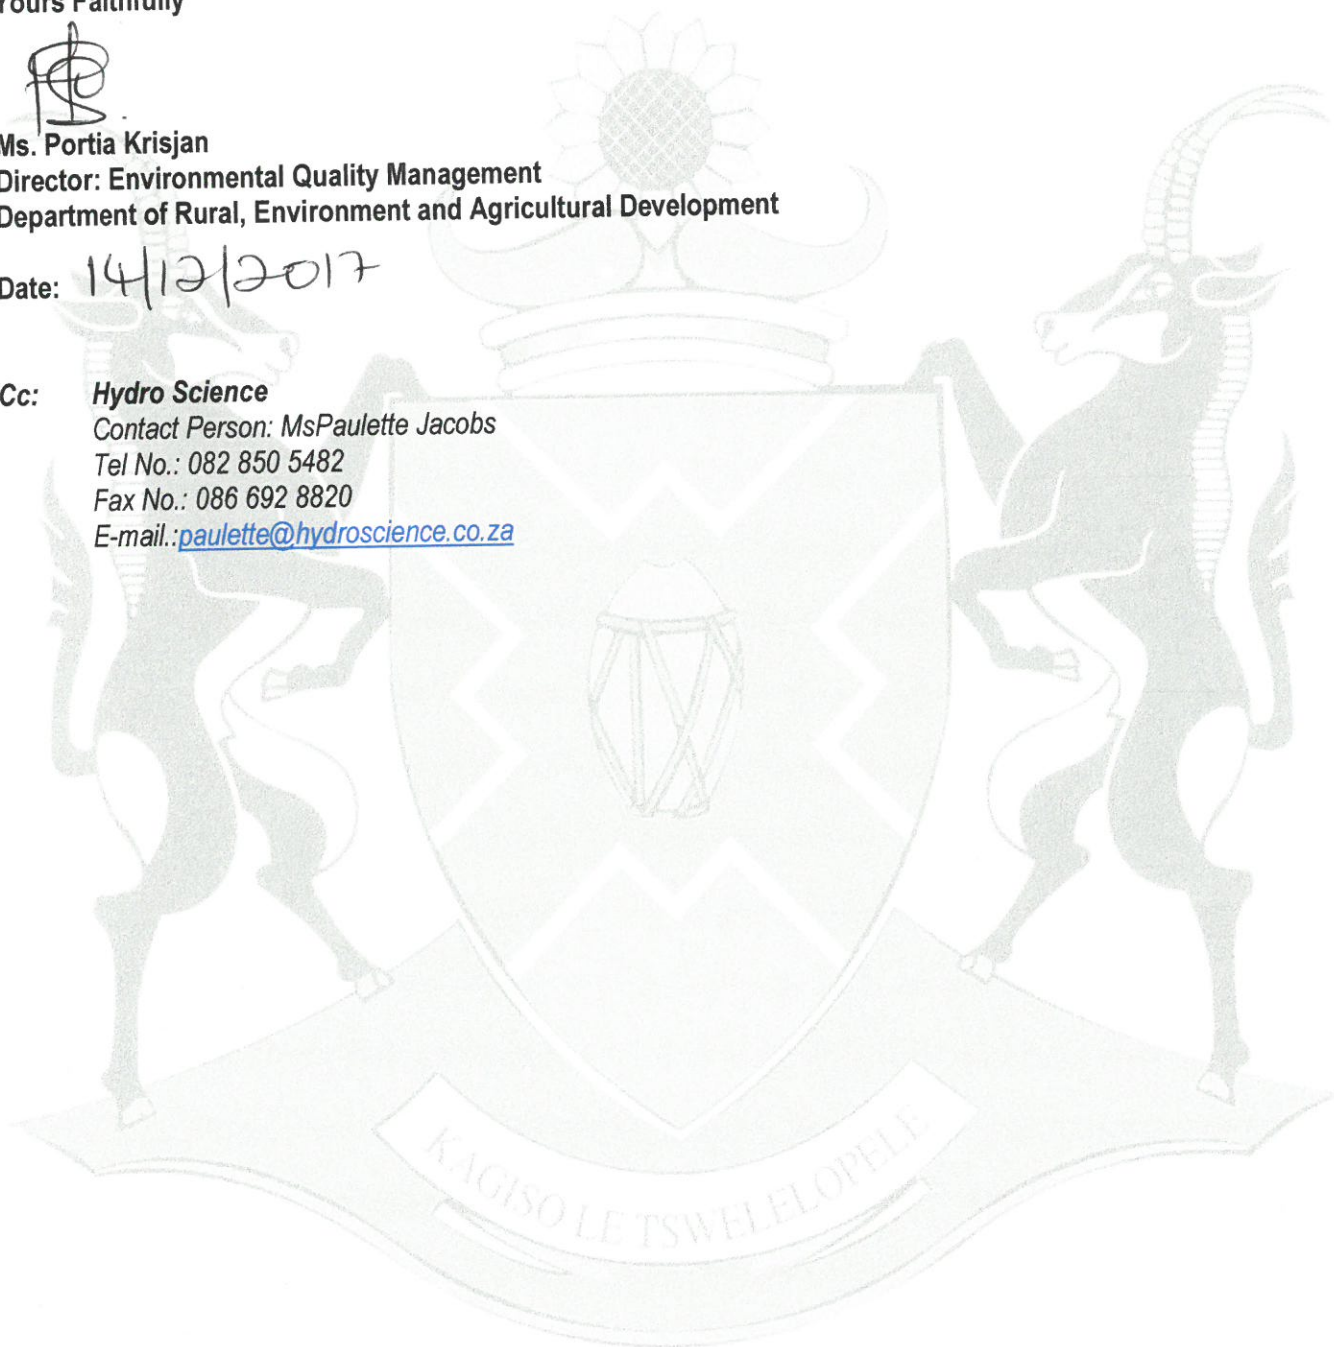 Yours Faithfully
Ms. Portia Krisjan
Director: Environmental Quality Management
Department of Rural, Environment and Agricultural Development
Date: 14/12/2017
Cc: Hydro Science
Contact Person: MsPaulette Jacobs
Tel No.: 082 850 5482
Fax No.: 086 692 8820
E-mail.:paulette@hydroscience.co.za
KAGISO LE TSWELELOPELE